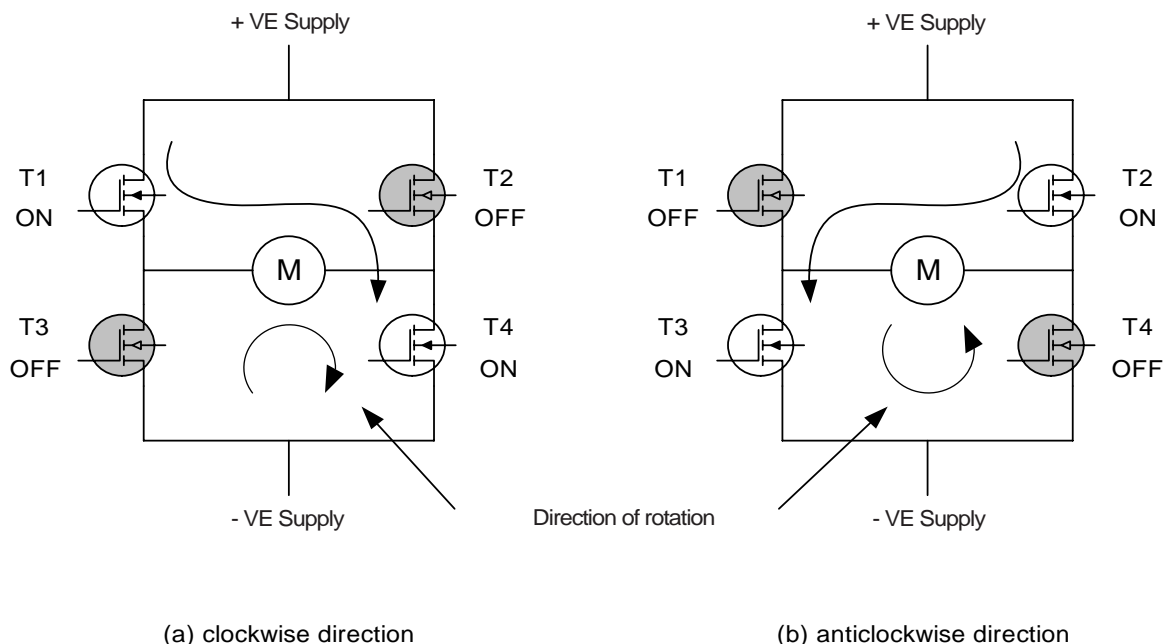 + VE Supply
+ VE Supply
T1
ON
T2
OFF
T1
OFF
T2
ON
M
M
T3
OFF
T4
ON
T3
ON
T4
OFF
- VE Supply
Direction of rotation
- VE Supply
(a) clockwise direction
(b) anticlockwise direction